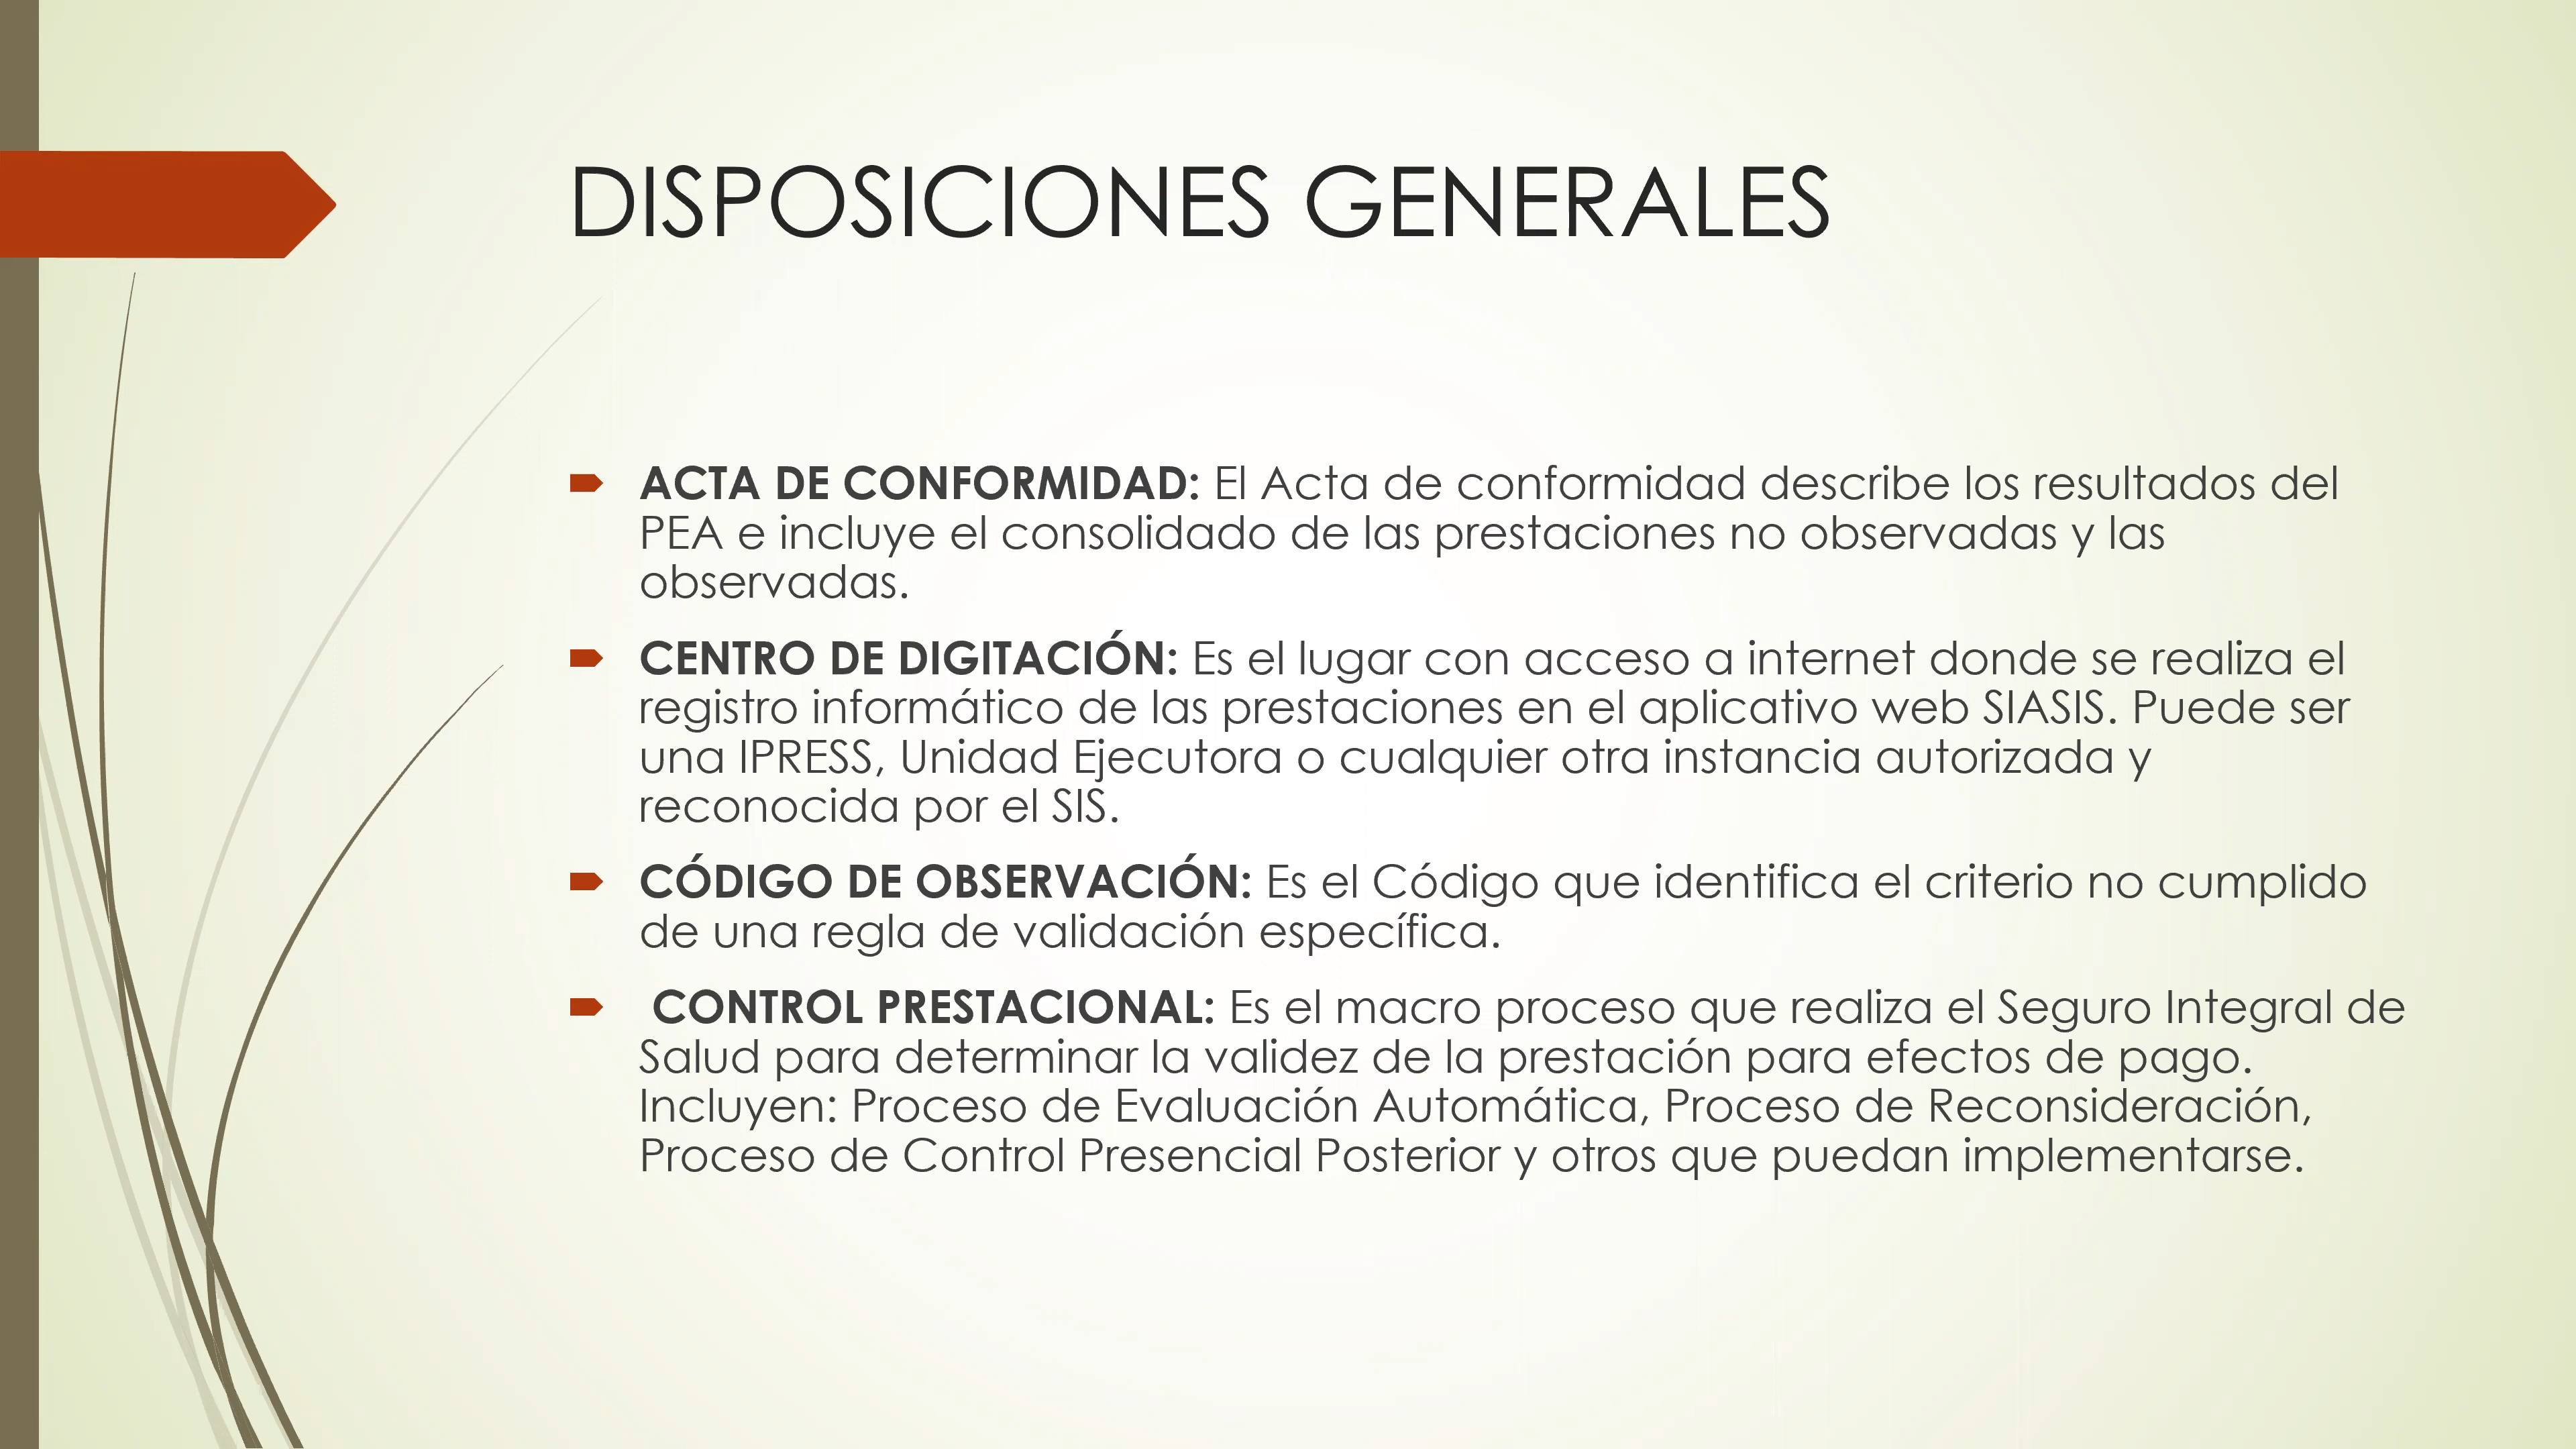 DISPOSICIONES GENERALES
ACTA DE CONFORMIDAD: El Acta de conformidad describe los resultados del
PEA e incluye el consolidado de las prestaciones no observadas y las
observadas.
CENTRO DE DIGITACIÓN: Es el lugar con acceso a internet donde se realiza el
registro informático de las prestaciones en el aplicativo web SIASIS. Puede ser
una IPRESS, Unidad Ejecutora o cualquier otra instancia autorizada y
reconocida por el SIS.
CÓDIGO DE OBSERVACIÓN: Es el Código que identifica el criterio no cumplido
de una regla de validación específica.
CONTROL PRESTACIONAL: Es el macro proceso que realiza el Seguro Integral de
Salud para determinar la validez de la prestación para efectos de pago.
Incluyen: Proceso de Evaluación Automática, Proceso de Reconsideración,
Proceso de Control Presencial Posterior y otros que puedan implementarse.